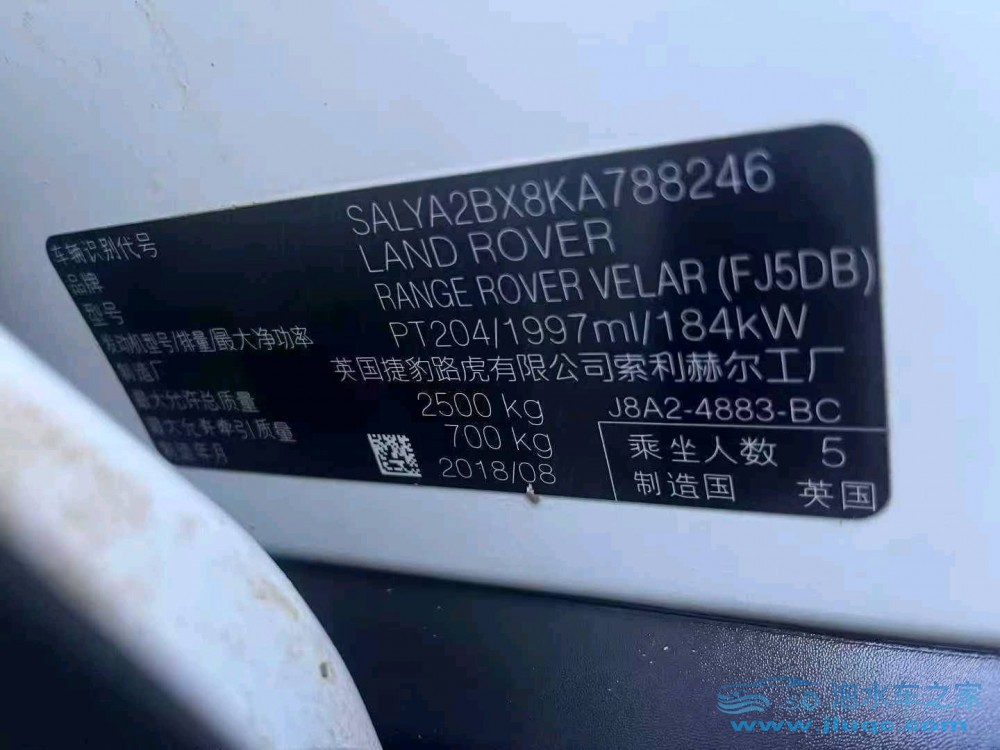 车辆识别代号 SALYA2BX8KA788246
品牌 LAND ROVER
型号 RANGE ROVER VELAR (FJ5DB)
发动机型号/排量/最大净功率 PT204/1997ml/184kW
制造厂 英国捷豹路虎有限公司索利赫尔工厂
最大允许总质量 2500 kg J8A2-4883-BC
最大允许牵引质量 700 kg 乘坐人数 5
年月 2018/08 制造国 英国
车之家